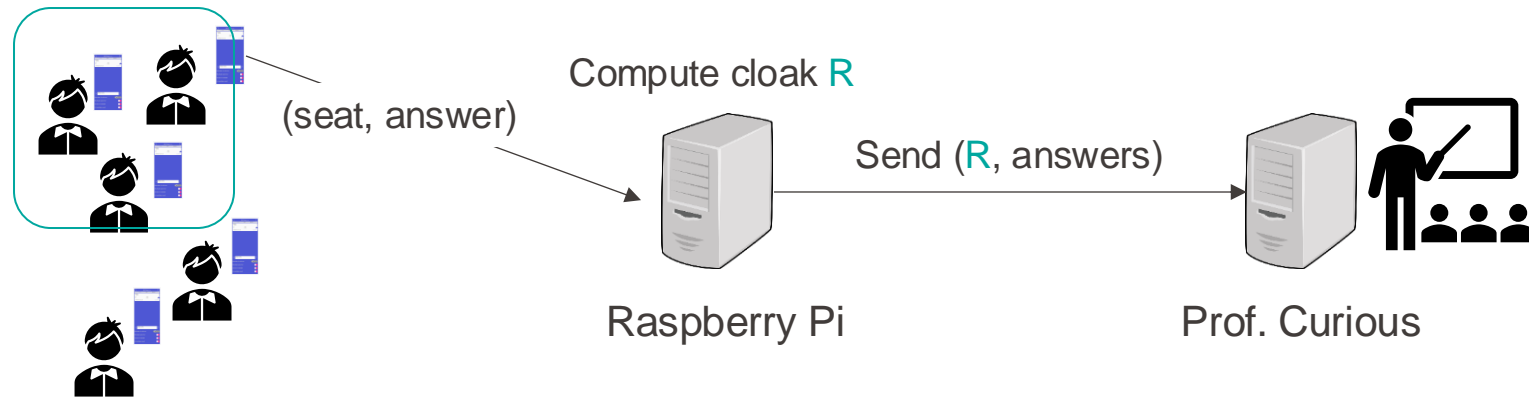 Compute cloak R
(seat, answer)
Send (R, answers)
Raspberry Pi
Prof. Curious